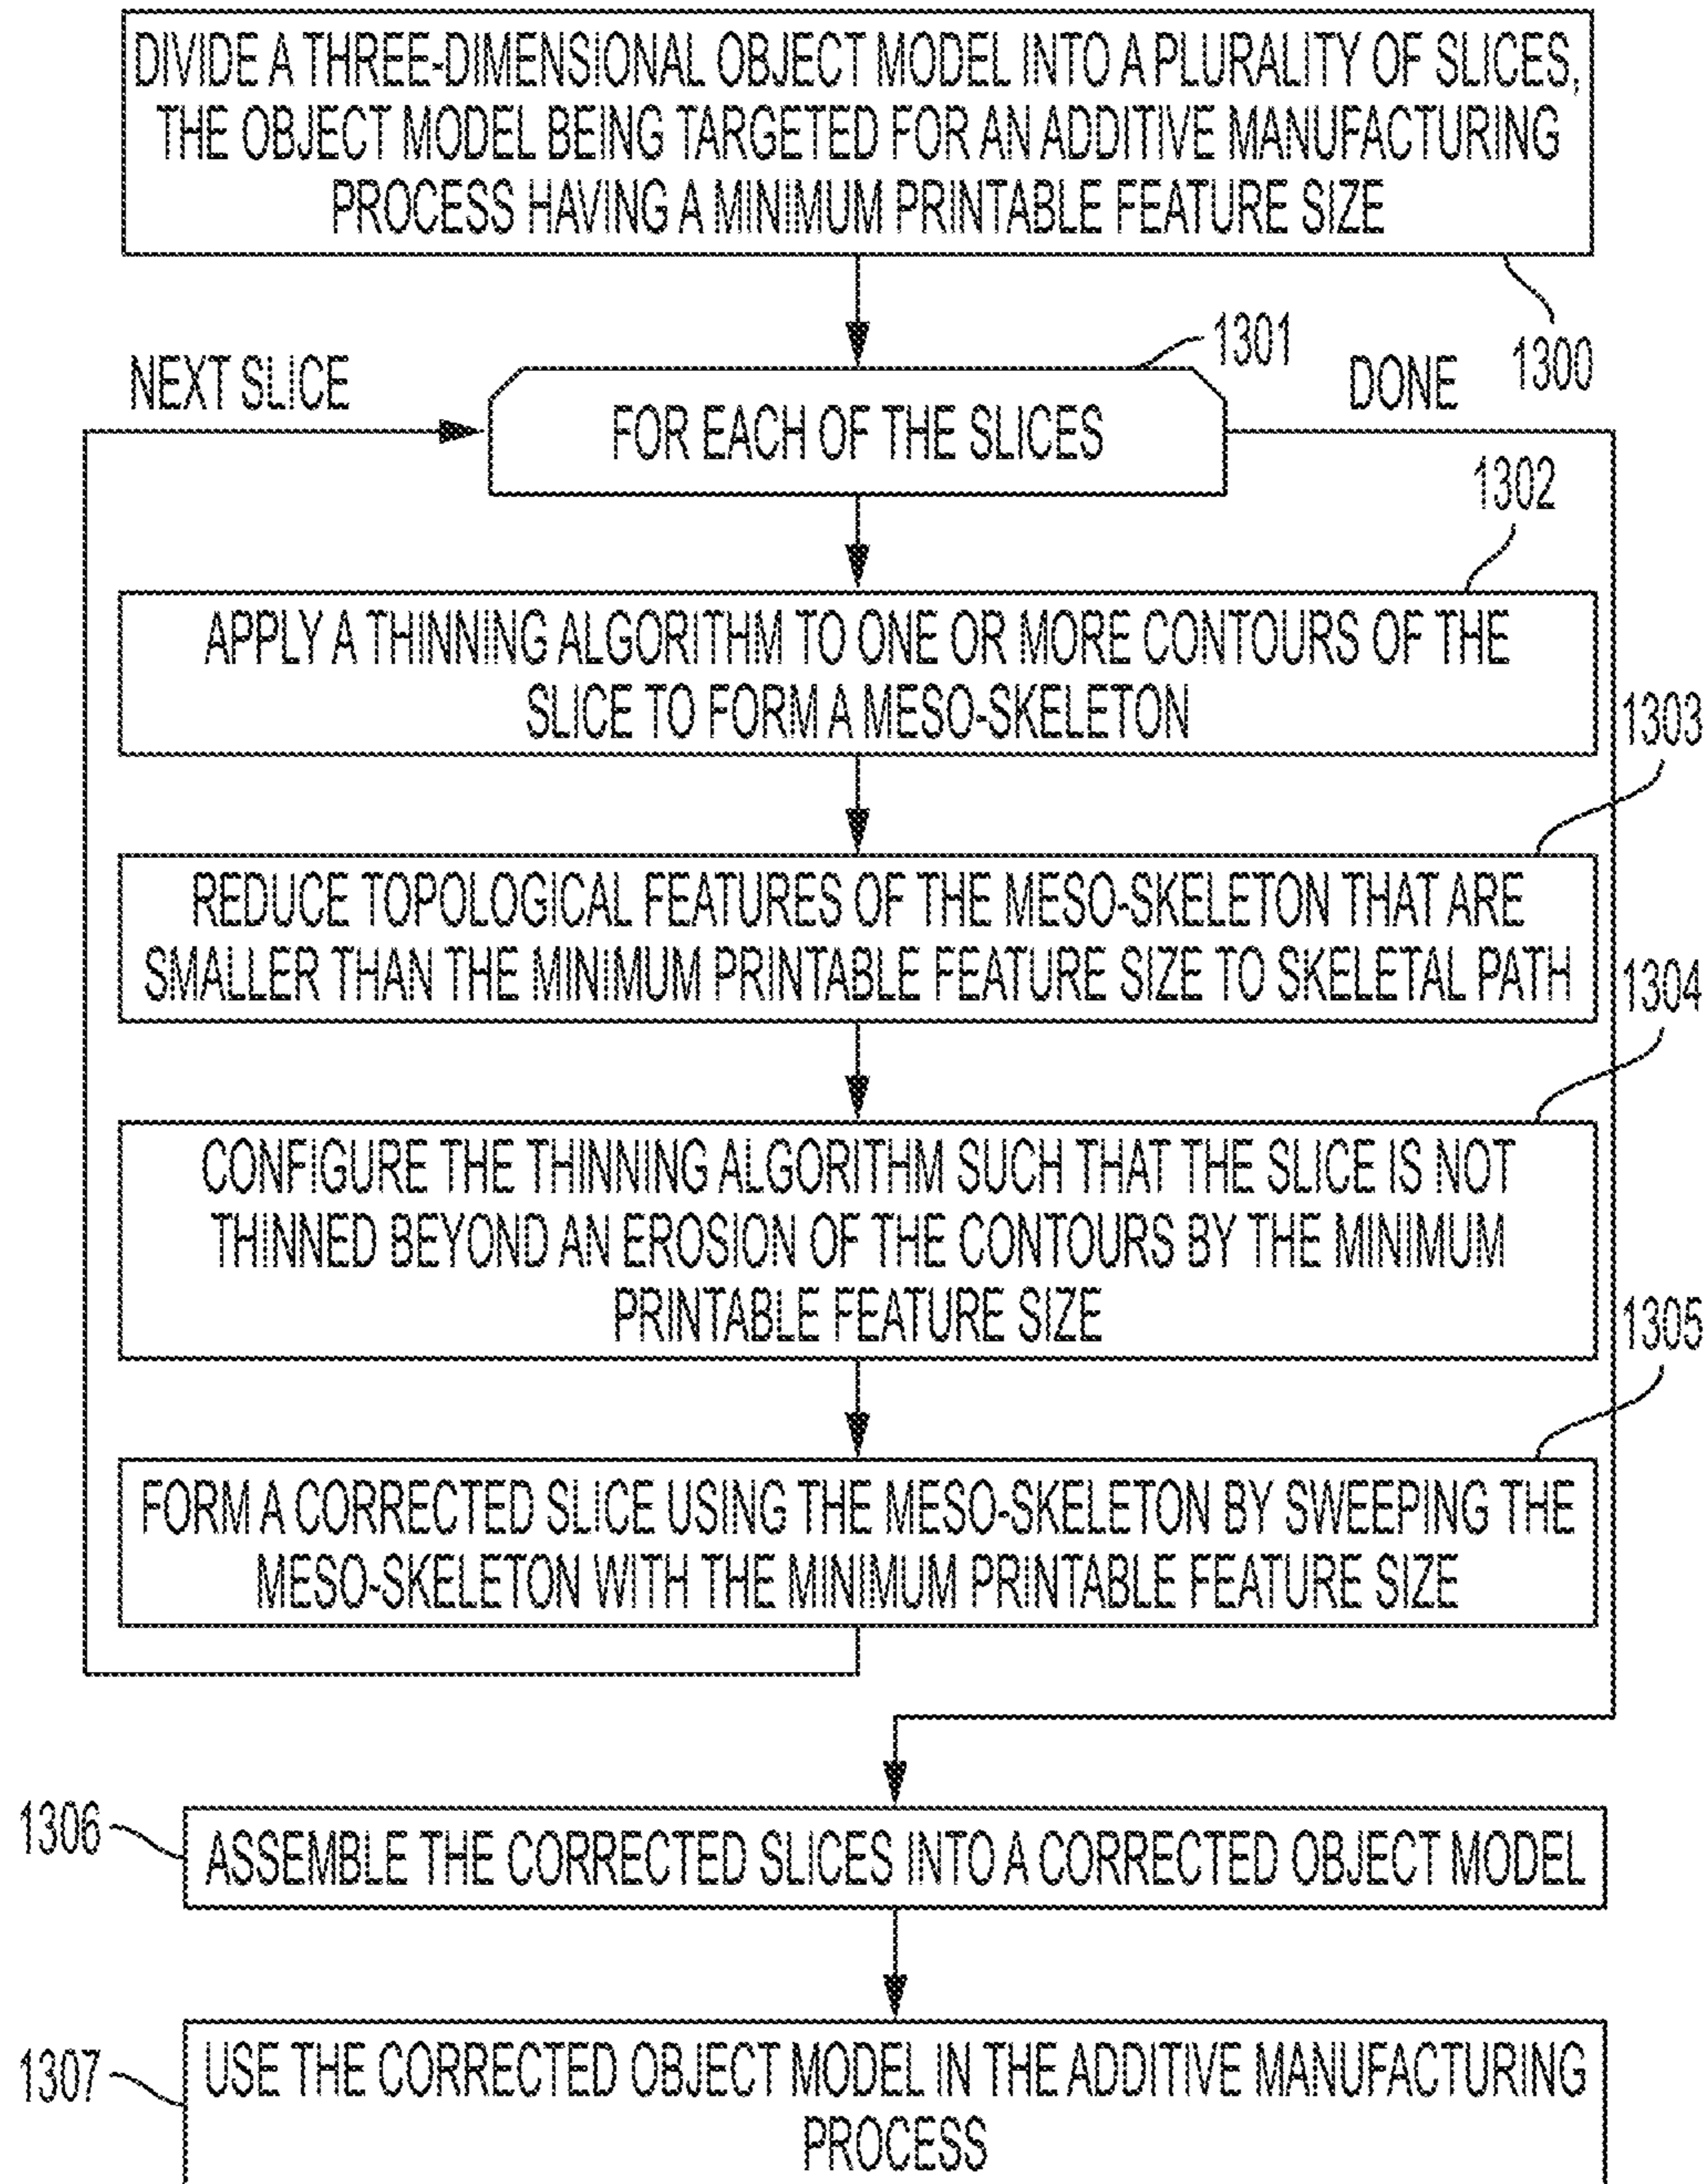 DIVIDE A THREE-DIMENSIONAL OBJECT MODEL INTO A PLURALITY OF SLICES,
THE OBJECT MODEL BEING TARGETED FOR AN ADDITIVE MANUFACTURING
PROCESS HAVING A MINIMUM PRINTABLE FEATURE SIZE
1300
1301
NEXT SLICE
DONE
FOR EACH OF THE SLICES
1302
APPLY A THINNING ALGORITHM TO ONE OR MORE CONTOURS OF THE
SLICE TO FORM A MESO-SKELETON
1303
REDUCE TOPOLOGICAL FEATURES OF THE MESO-SKELETON THAT ARE
SMALLER THAN THE MINIMUM PRINTABLE FEATURE SIZE TO SKELETAL PATH
1304
CONFIGURE THE THINNING ALGORITHM SUCH THAT THE SLICE IS NOT
THINNED BEYOND AN EROSION OF THE CONTOURS BY THE MINIMUM
PRINTABLE FEATURE SIZE
1305
FORM A CORRECTED SLICE USING THE MESO-SKELETON BY SWEEPING THE
MESO-SKELETON WITH THE MINIMUM PRINTABLE FEATURE SIZE
1306
ASSEMBLE THE CORRECTED SLICES INTO A CORRECTED OBJECT MODEL
1307
USE THE CORRECTED OBJECT MODEL IN THE ADDITIVE MANUFACTURING
PROCESS